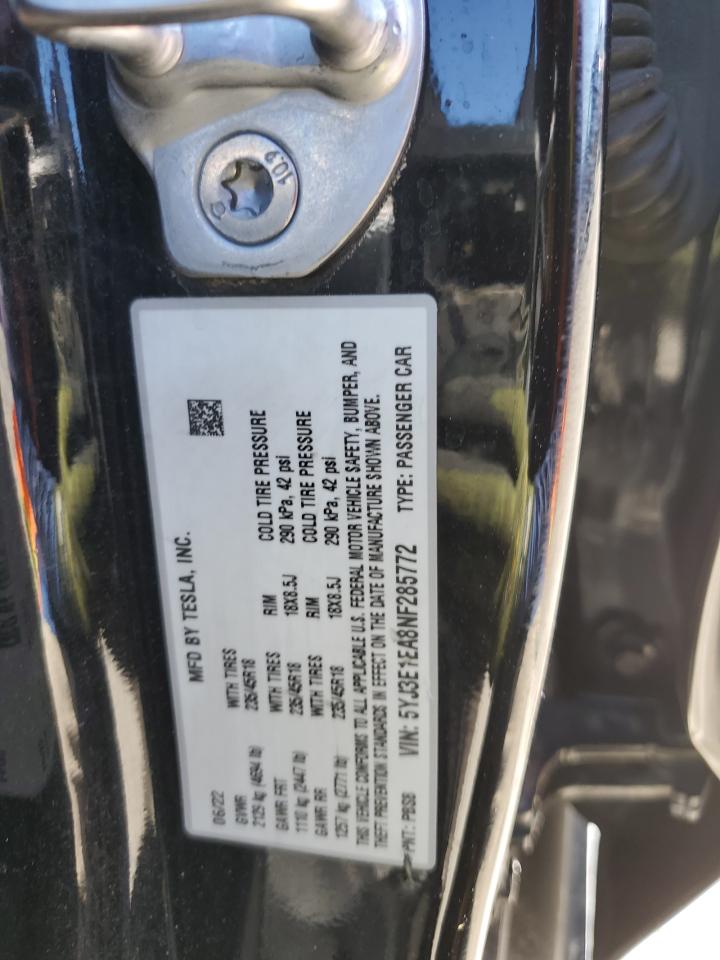 10.9
MFD BY TESLA, INC.
06/22
GVWR WITH TIRES RIM COLD TIRE PRESSURE
2129 kg (4694 lb) 235/45R18 18X8.5J 290 kPa, 42 psi
GAWR FRT WITH TIRES RIM COLD TIRE PRESSURE
1110 kg (2447 lb) 235/45R18 18X8.5J 290 kPa, 42 psi
GAWR RR
1257 kg (2771 lb) 235/45R18
THIS VEHICLE CONFORMS TO ALL APPLICABLE U.S. FEDERAL MOTOR VEHICLE SAFETY, BUMPER, AND
THEFT PREVENTION STANDARDS IN EFFECT ON THE DATE OF MANUFACTURE SHOWN ABOVE.
PNT: PBSB VIN: 5YJ3E1EA8NF285772 TYPE: PASSENGER CAR